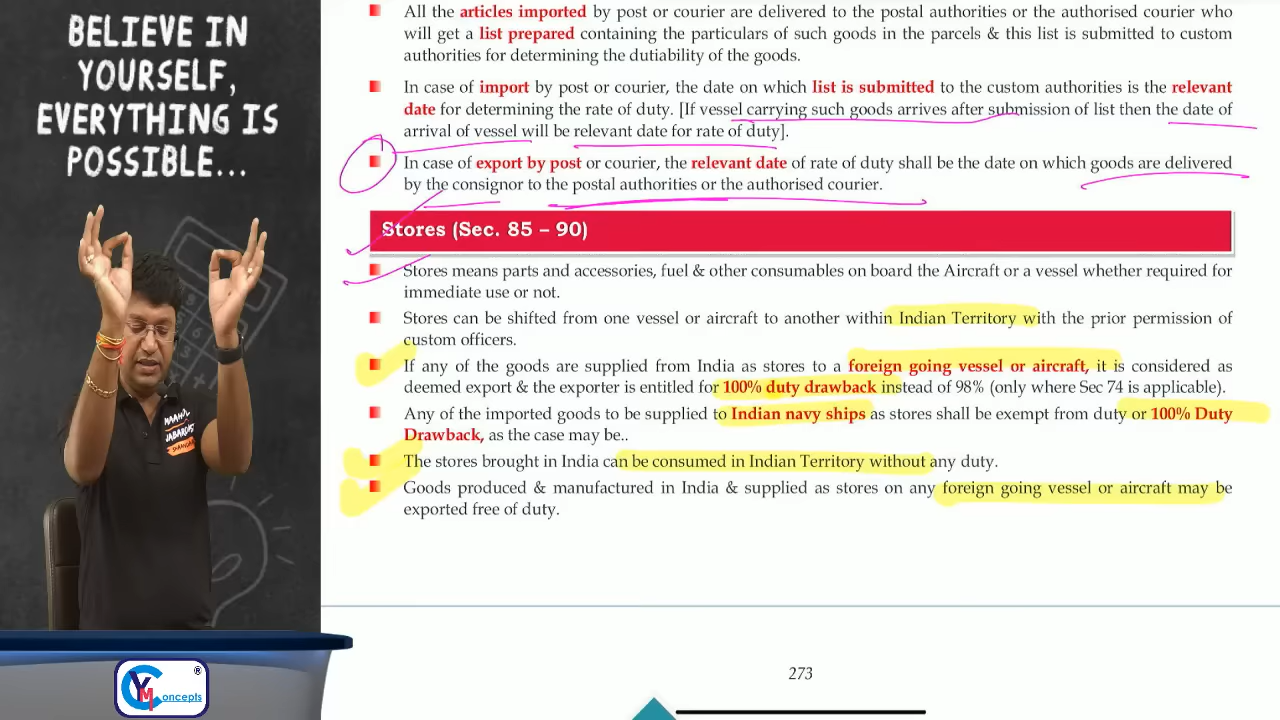 BELIEVE IN
YOURSELF,
EVERYTHING IS
POSSIBLE...
All the articles imported by post or courier are delivered to the postal authorities or the authorised courier who
will get a list prepared containing the particulars of such goods in the parcels & this list is submitted to custom
authorities for determining the dutiability of the goods.
In case of import by post or courier, the date on which list is submitted to the custom authorities is the relevant
date for determining the rate of duty. [If vessel carrying such goods arrives after submission of list then the date of
arrival of vessel will be relevant date for rate of duty].
In case of export by post or courier, the relevant date of rate of duty shall be the date on which goods are delivered
by the consignor to the postal authorities or the authorised courier.
Stores (Sec. 85 – 90)
Stores means parts and accessories, fuel & other consumables on board the Aircraft or a vessel whether required for
immediate use or not.
Stores can be shifted from one vessel or aircraft to another within Indian Territory with the prior permission of
custom officers.
If any of the goods are supplied from India as stores to a foreign going vessel or aircraft, it is considered as
deemed export & the exporter is entitled for 100% duty drawback instead of 98% (only where Sec 74 is applicable).
Any of the imported goods to be supplied to Indian navy ships as stores shall be exempt from duty or 100% Duty
Drawback, as the case may be..
The stores brought in India can be consumed in Indian Territory without any duty.
Goods produced & manufactured in India & supplied as stores on any foreign going vessel or aircraft may be
exported free of duty.
273
YM Concepts ®